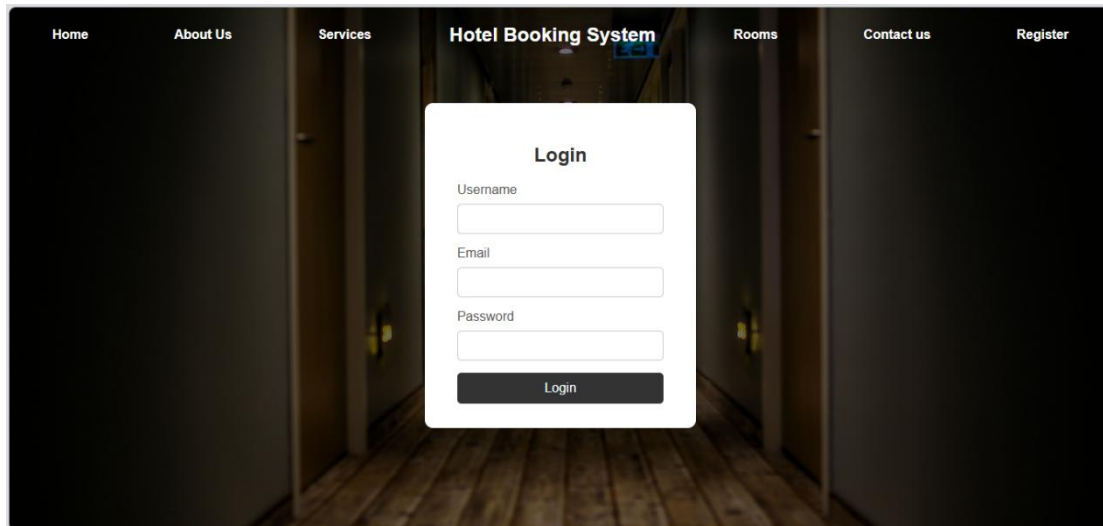 Home About Us Services Hotel Booking System Rooms Contact us Register
Login
Username
Email
Password
Login